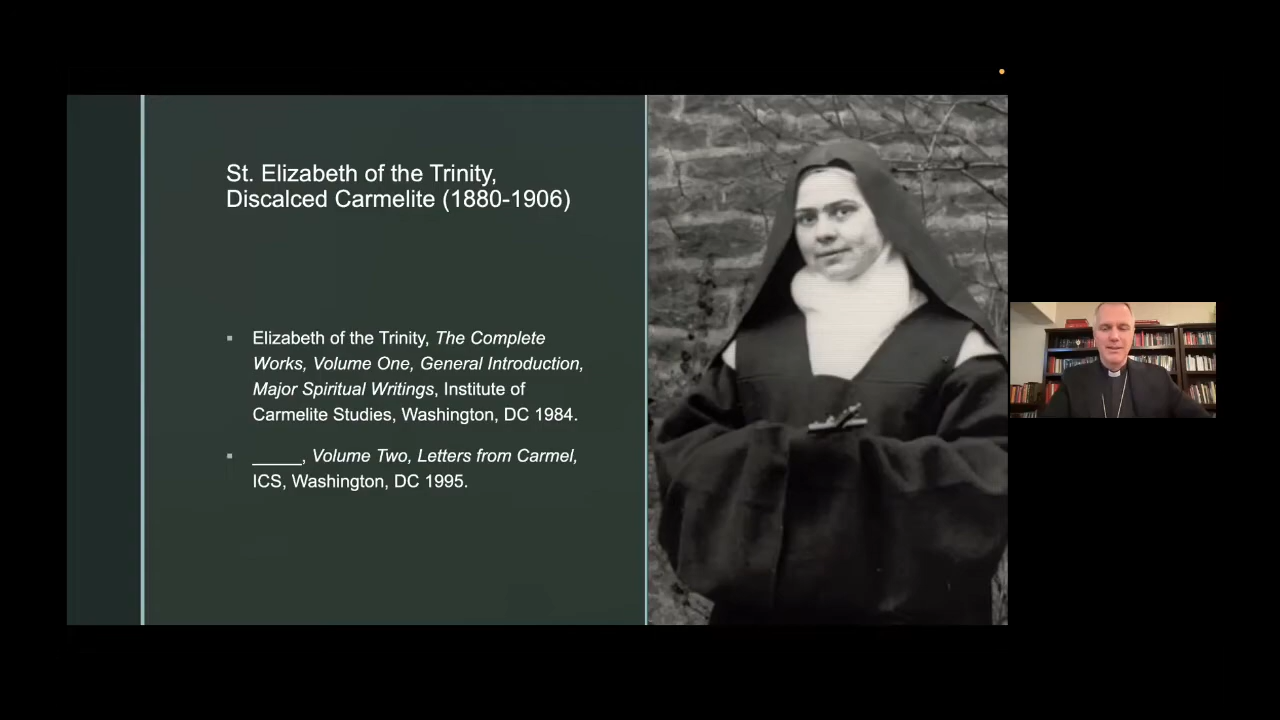 St. Elizabeth of the Trinity,
Discalced Carmelite (1880-1906)
▪ Elizabeth of the Trinity, The Complete
Works, Volume One, General Introduction,
Major Spiritual Writings, Institute of
Carmelite Studies, Washington, DC 1984.
▪ _____, Volume Two, Letters from Carmel,
ICS, Washington, DC 1995.